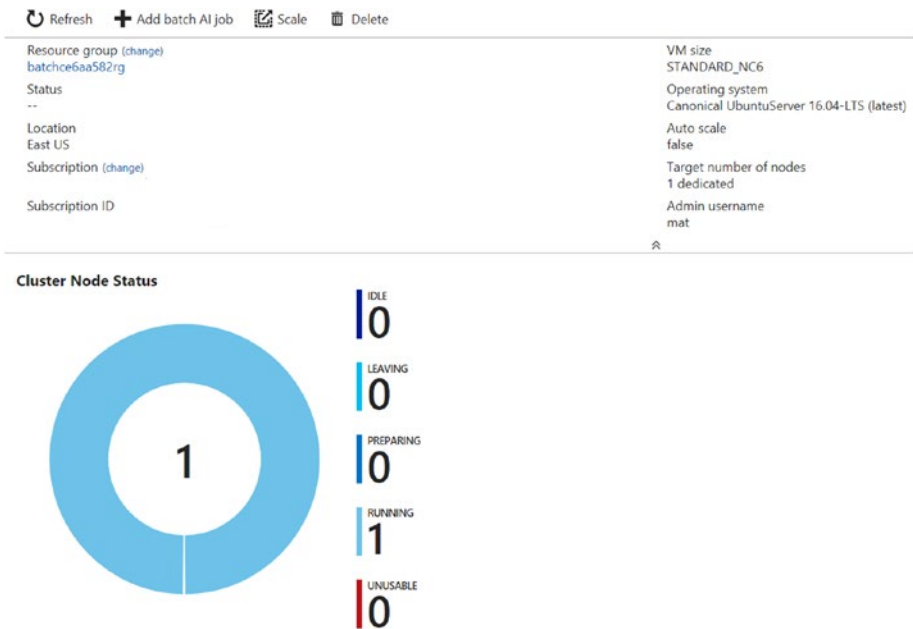 Refresh Add batch AI job Scale Delete
Resource group (change)
batchce6aa582rg
Status
--
Location
East US
Subscription (change)
Subscription ID
VM size
STANDARD_NC6
Operating system
Canonical UbuntuServer 16.04-LTS (latest)
Auto scale
false
Target number of nodes
1 dedicated
Admin username
mat
Cluster Node Status
1
IDLE
0
LEAVING
0
PREPARING
0
RUNNING
1
UNUSABLE
0